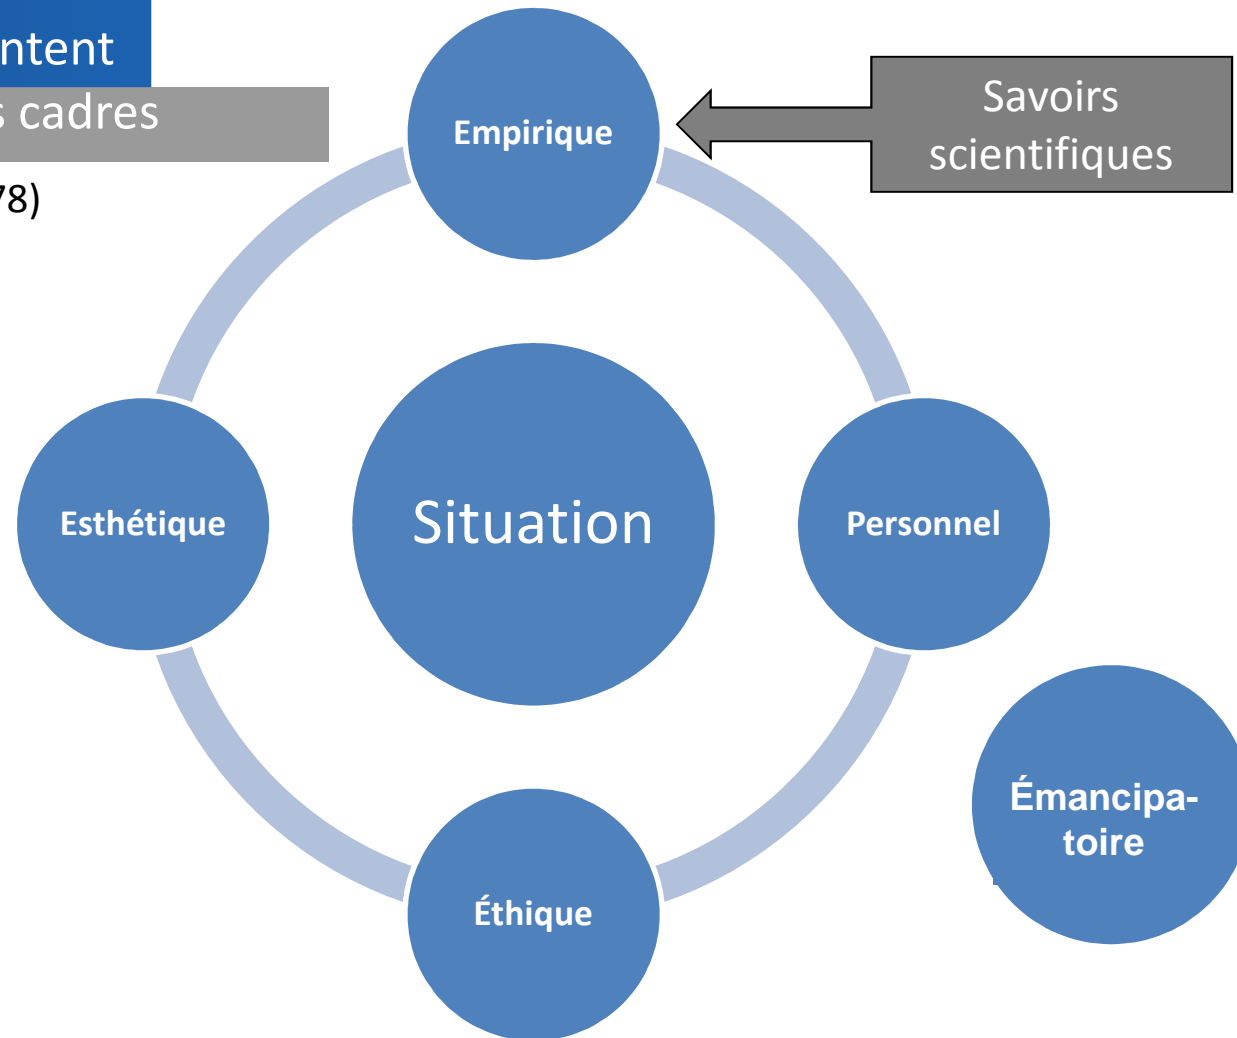 ntent
s cadres
78)
Empirique
Savoirs
scientifiques
Esthétique
Situation
Personnel
Émancipa-
toire
Éthique